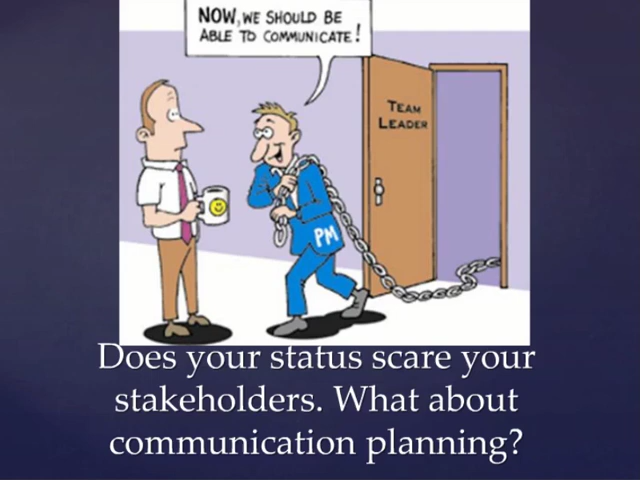 NOW, WE SHOULD BE
ABLE TO COMMUNICATE!
TEAM
LEADER
PM
Does your status scare your
stakeholders. What about
communication planning?